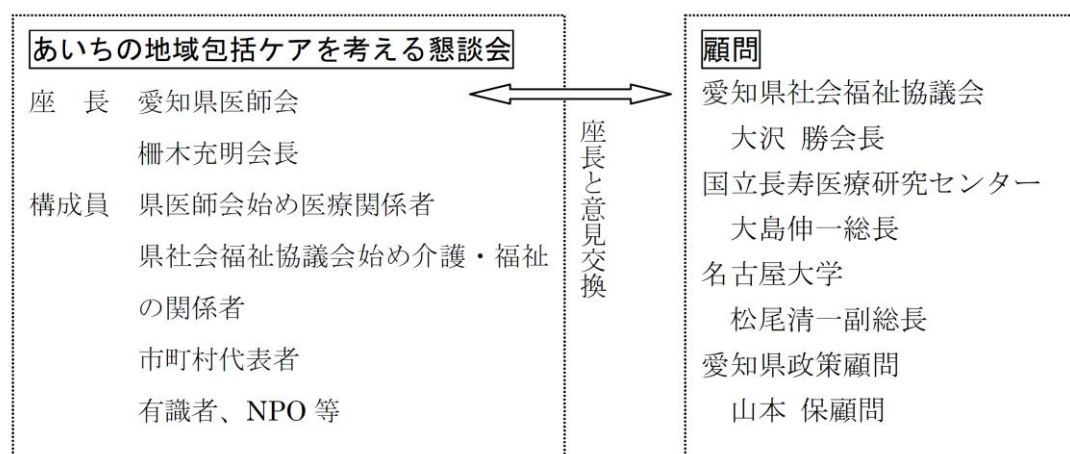 あいちの地域包括ケアを考える懇談会
座 長 愛知県医師会
柵木充明会長
構成員 県医師会始め医療関係者
県社会福祉協議会始め介護・福祉
の関係者
市町村代表者
有識者、NPO 等
座長と意見交換
顧問
愛知県社会福祉協議会
大沢 勝会長
国立長寿医療研究センター
大島伸一総長
名古屋大学
松尾清一副総長
愛知県政策顧問
山本 保顧問